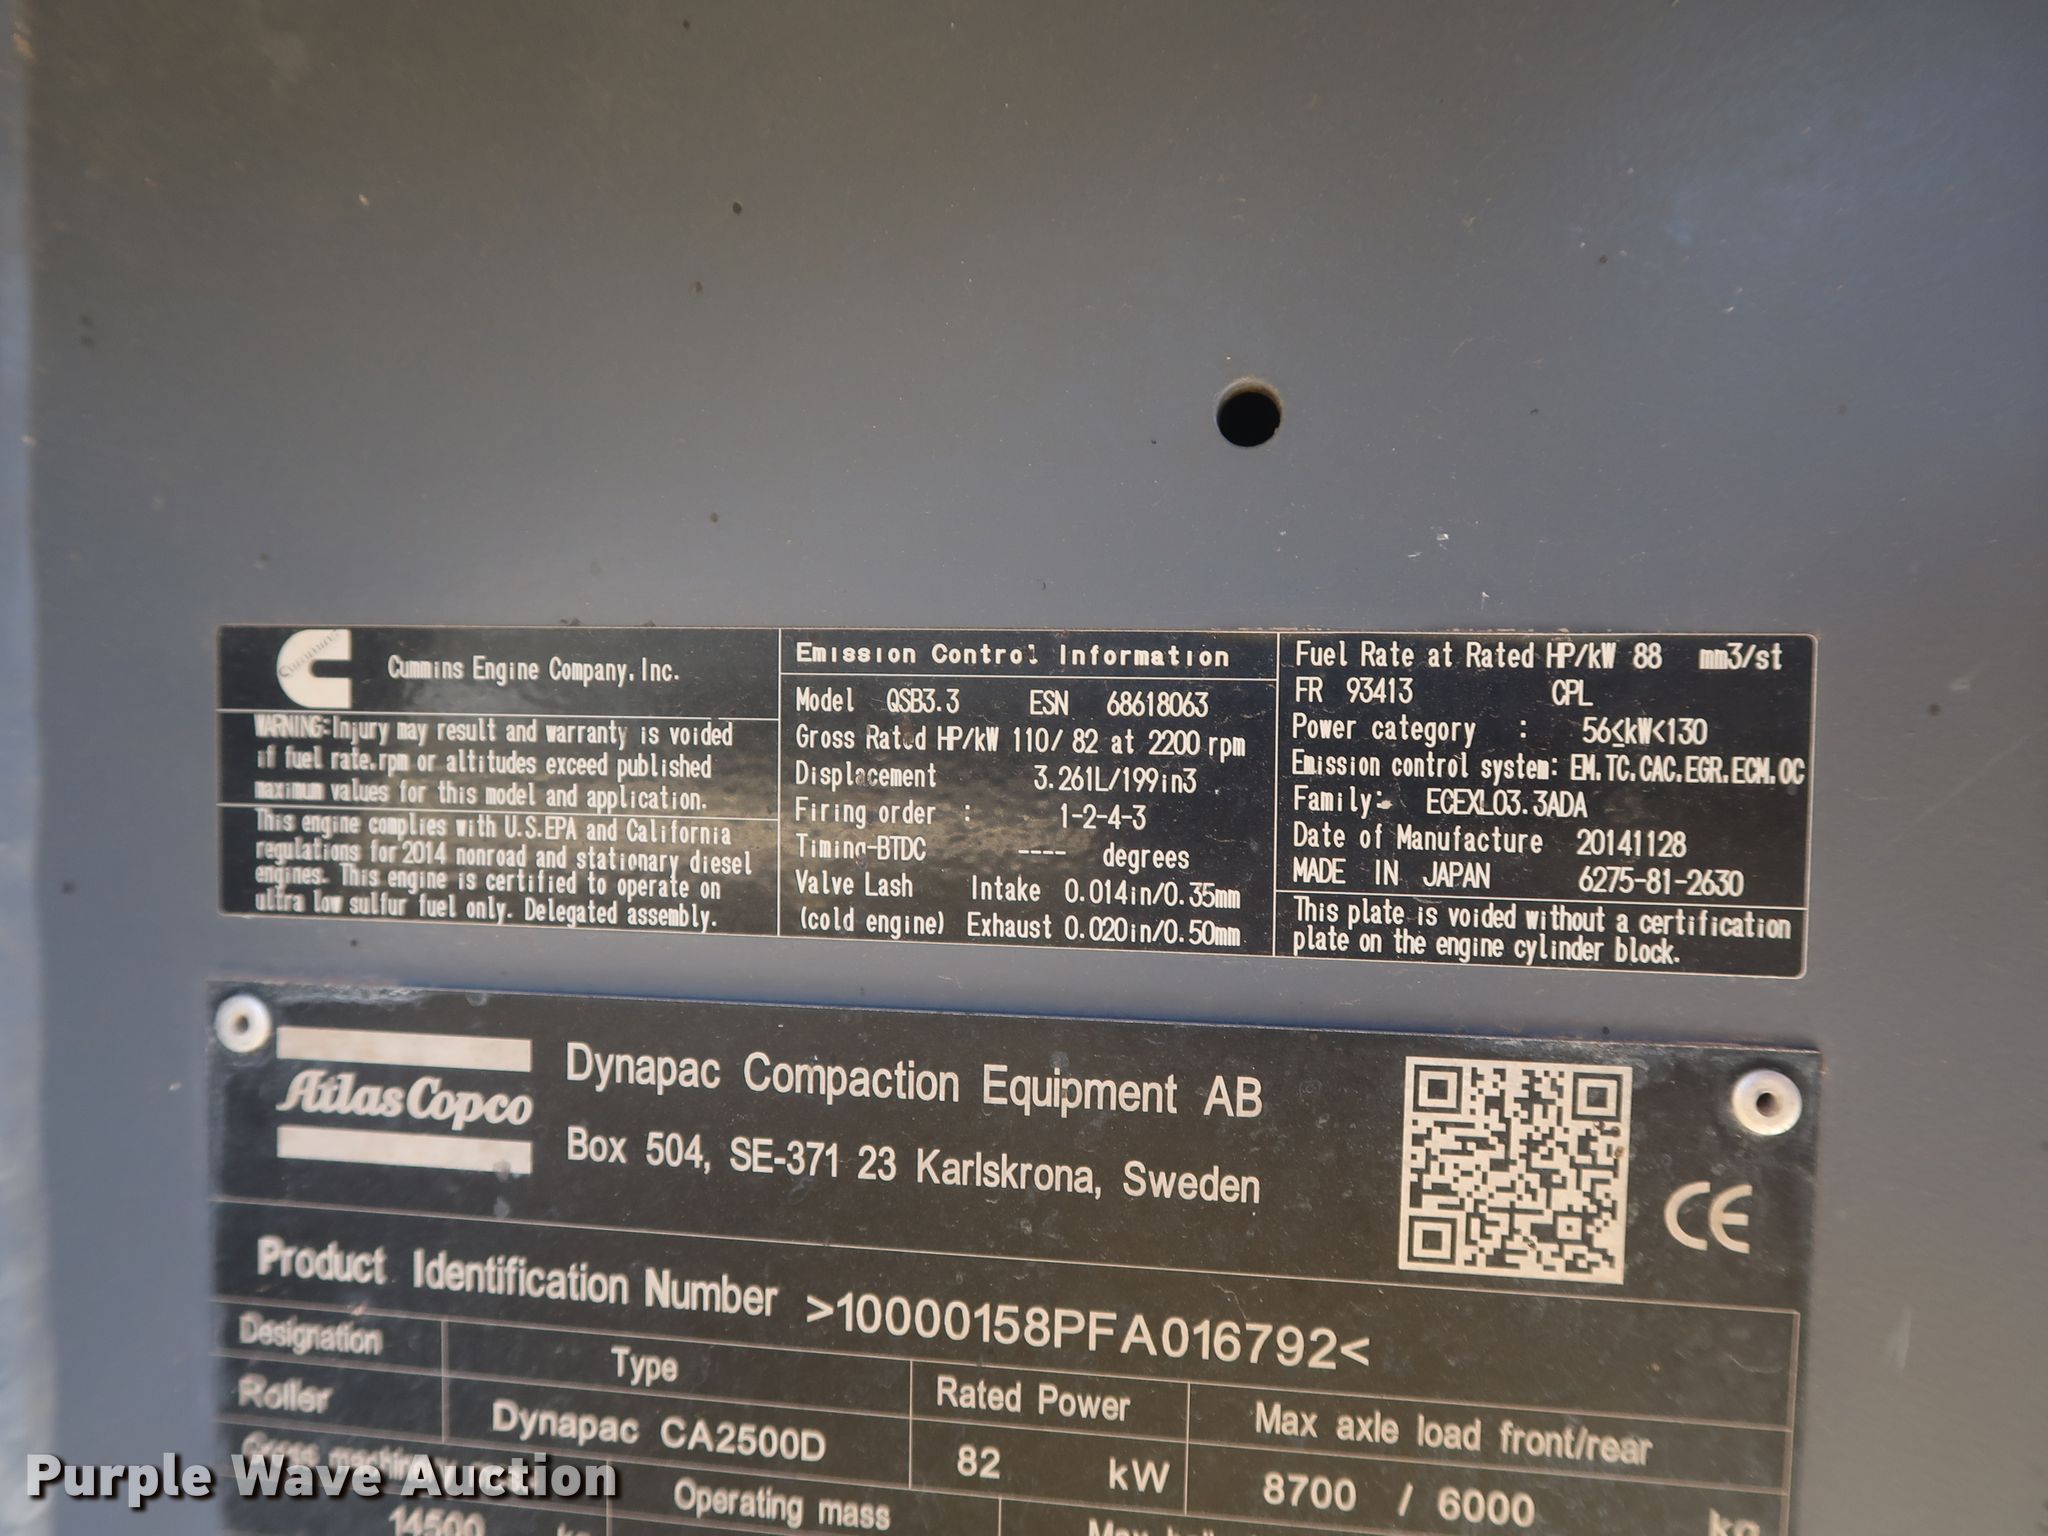 Cummins
Cummins Engine Company, Inc.
WARNING: Injury may result and warranty is voided
if fuel rate.rpm or altitudes exceed published
maximum values for this model and application.
This engine complies with U.S.EPA and California
regulations for 2014 nonroad and stationary diesel
engines. This engine is certified to operate on
ultra low sulfur fuel only. Delegated assembly.
Emission Control Information
Model QSB3.3 ESN 68618063
Gross Rated HP/kW 110/ 82 at 2200 rpm
Displacement 3.261L/199in3
Firing order : 1-2-4-3
Timing-BTDC ---- degrees
Valve Lash Intake 0.014in/0.35mm
(cold engine) Exhaust 0.020in/0.50mm
Fuel Rate at Rated HP/kW 88 mm3/st
FR 93413 CPL
Power category : 56≤kW<130
Emission control system: EM.TC.CAC.EGR.ECM.OC
Family: ECEXL03.3ADA
Date of Manufacture 20141128
MADE IN JAPAN 6275-81-2630
This plate is voided without a certification
plate on the engine cylinder block.
Atlas Copco
Dynapac Compaction Equipment AB
Box 504, SE-371 23 Karlskrona, Sweden
CE
Product Identification Number >10000158PFA016792<
Designation Type Rated Power Max axle load front/rear
Roller Dynapac CA2500D 82 kW 8700 / 6000 kg
Gross machinery Operating mass Max
14500 kg
Purple Wave Auction